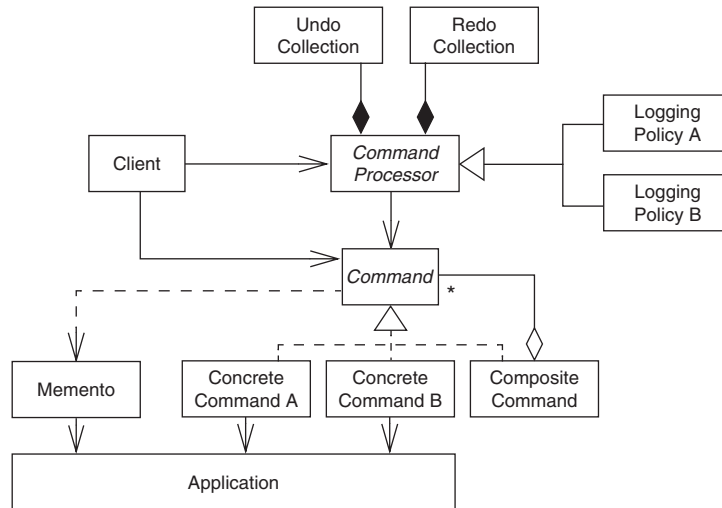 Undo
Collection
Redo
Collection
Client
Command
Processor
Logging
Policy A
Logging
Policy B
Command
*
Memento
Concrete
Command A
Concrete
Command B
Composite
Command
Application